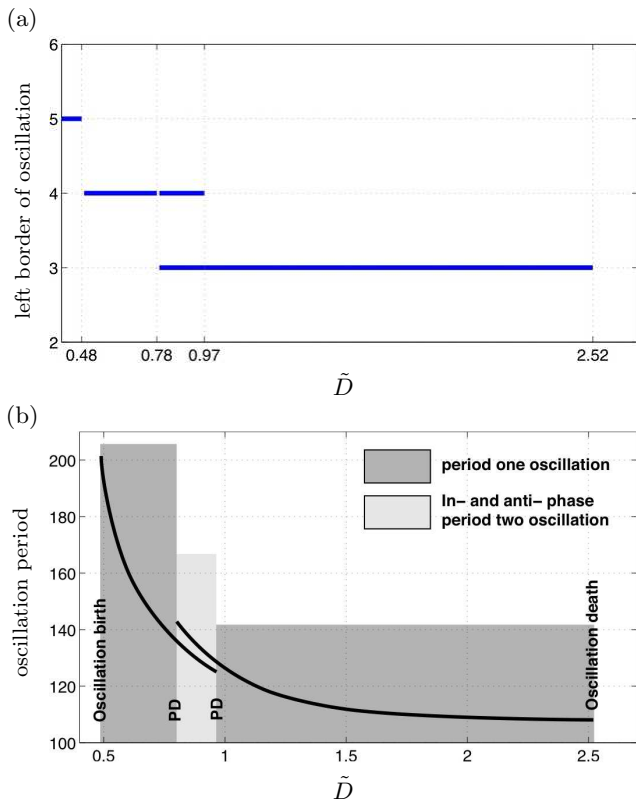 (a)
left border of oscillation
6
5
4
3
2
0.48 0.78 0.97 2.52
D̃
(b)
oscillation period
200
180
160
140
120
100
period one oscillation
In- and anti- phase
period two oscillation
Oscillation birth
PD
PD
Oscillation death
0.5 1 1.5 2 2.5
D̃